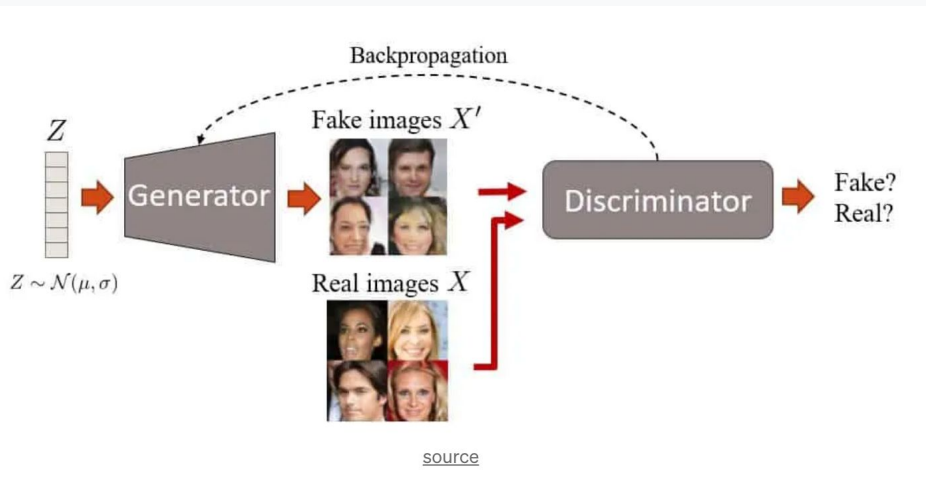 Backpropagation
Z
Fake images X′
Generator
Discriminator
Fake?
Real?
Z ~ N(μ, σ)
Real images X
source